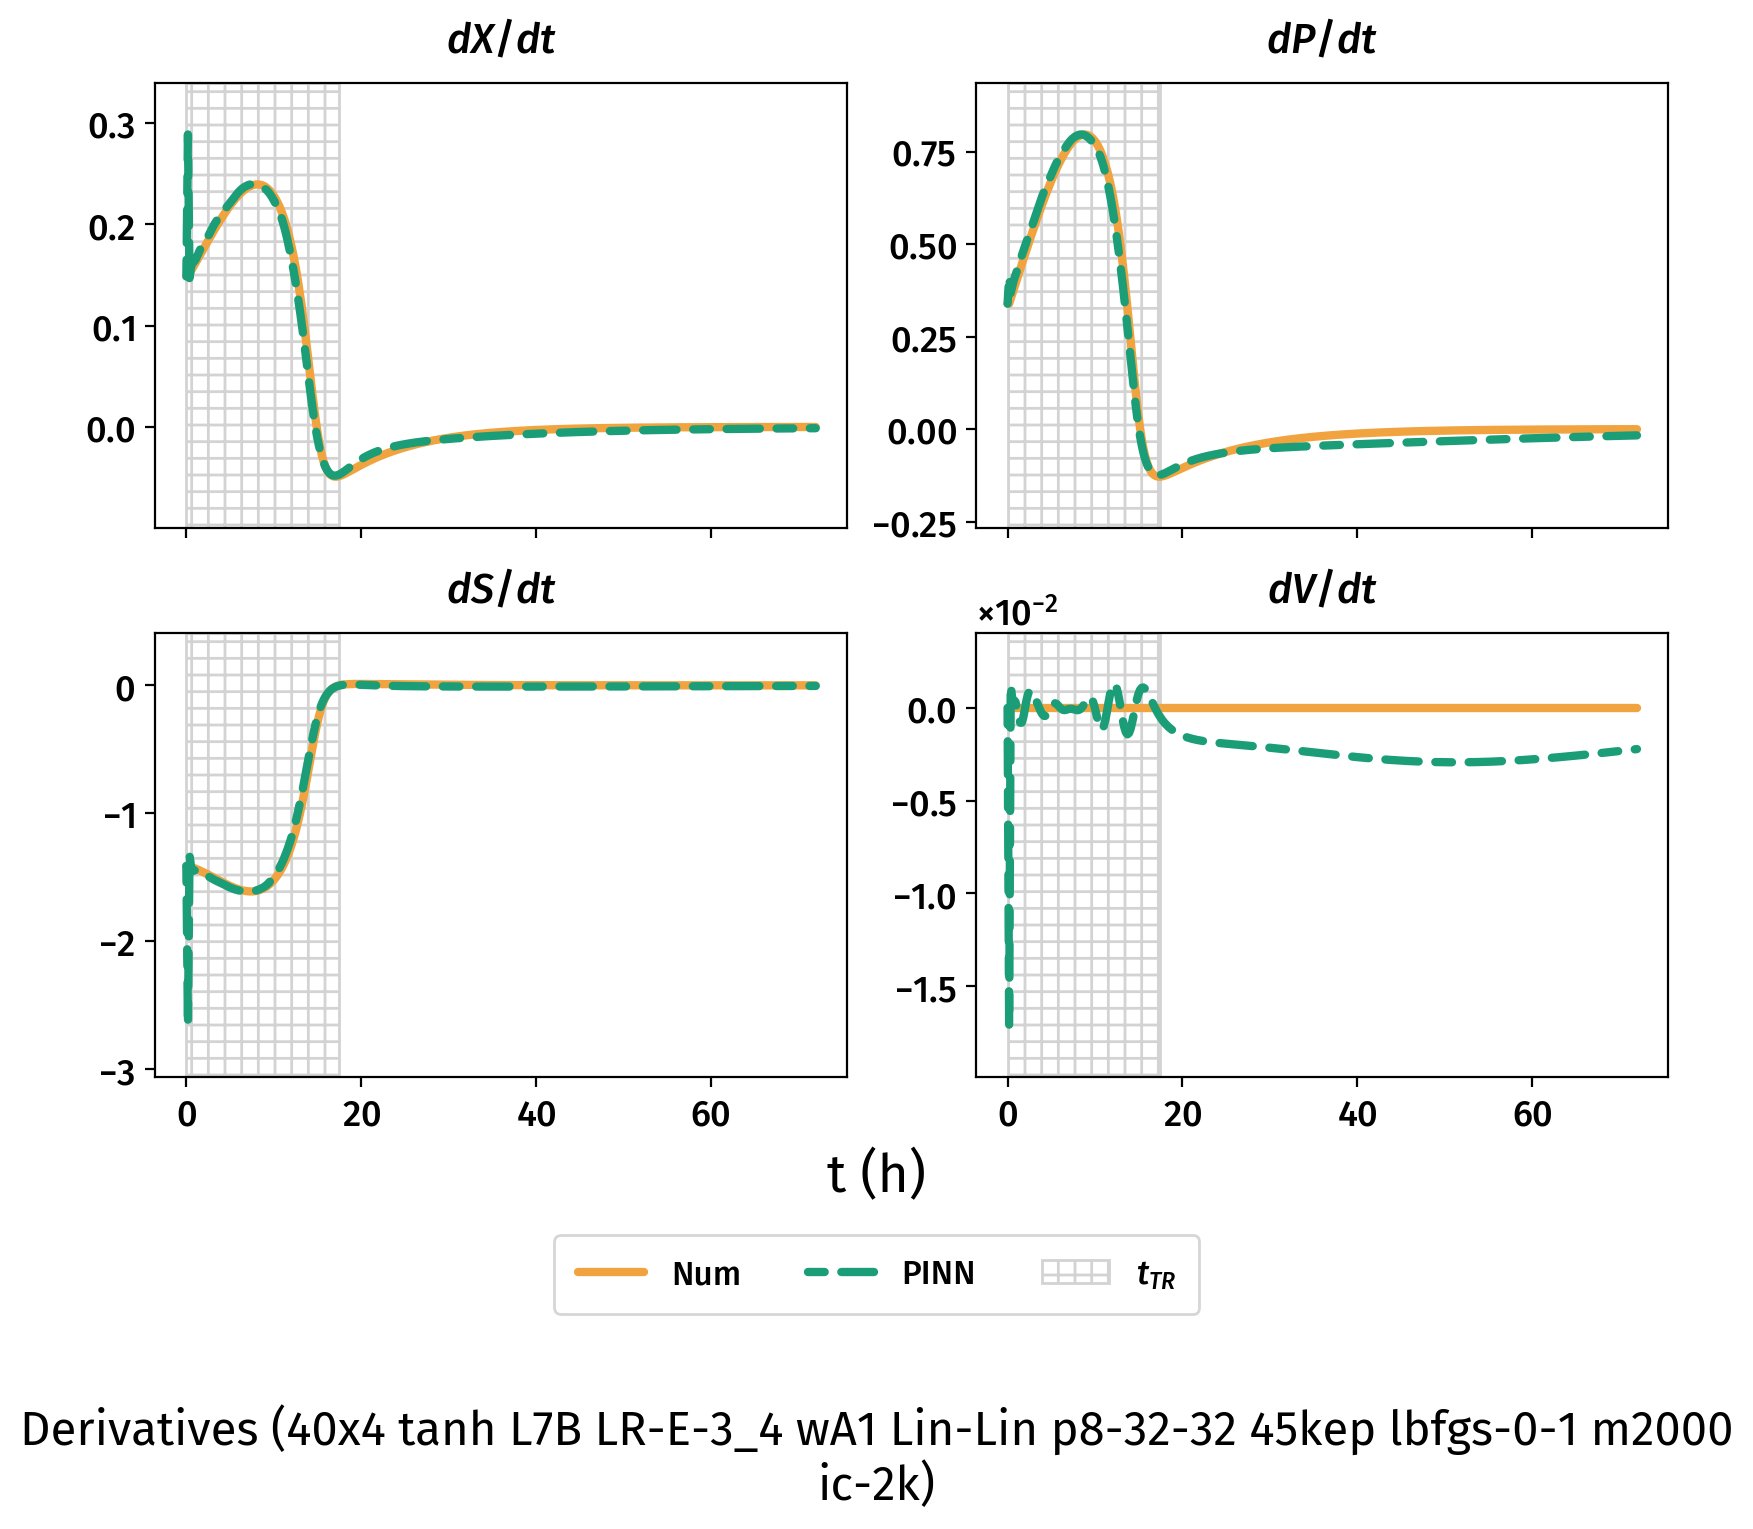 dX/dt
dP/dt
0.3
0.2
0.1
0.0
0.75
0.50
0.25
0.00
−0.25
dS/dt
dV/dt
×10⁻²
0
−1
−2
−3
0.0
−0.5
−1.0
−1.5
0 20 40 60
0 20 40 60
t (h)
Num PINN t_TR
Derivatives (40x4 tanh L7B LR-E-3_4 wA1 Lin-Lin p8-32-32 45kep lbfgs-0-1 m2000
ic-2k)